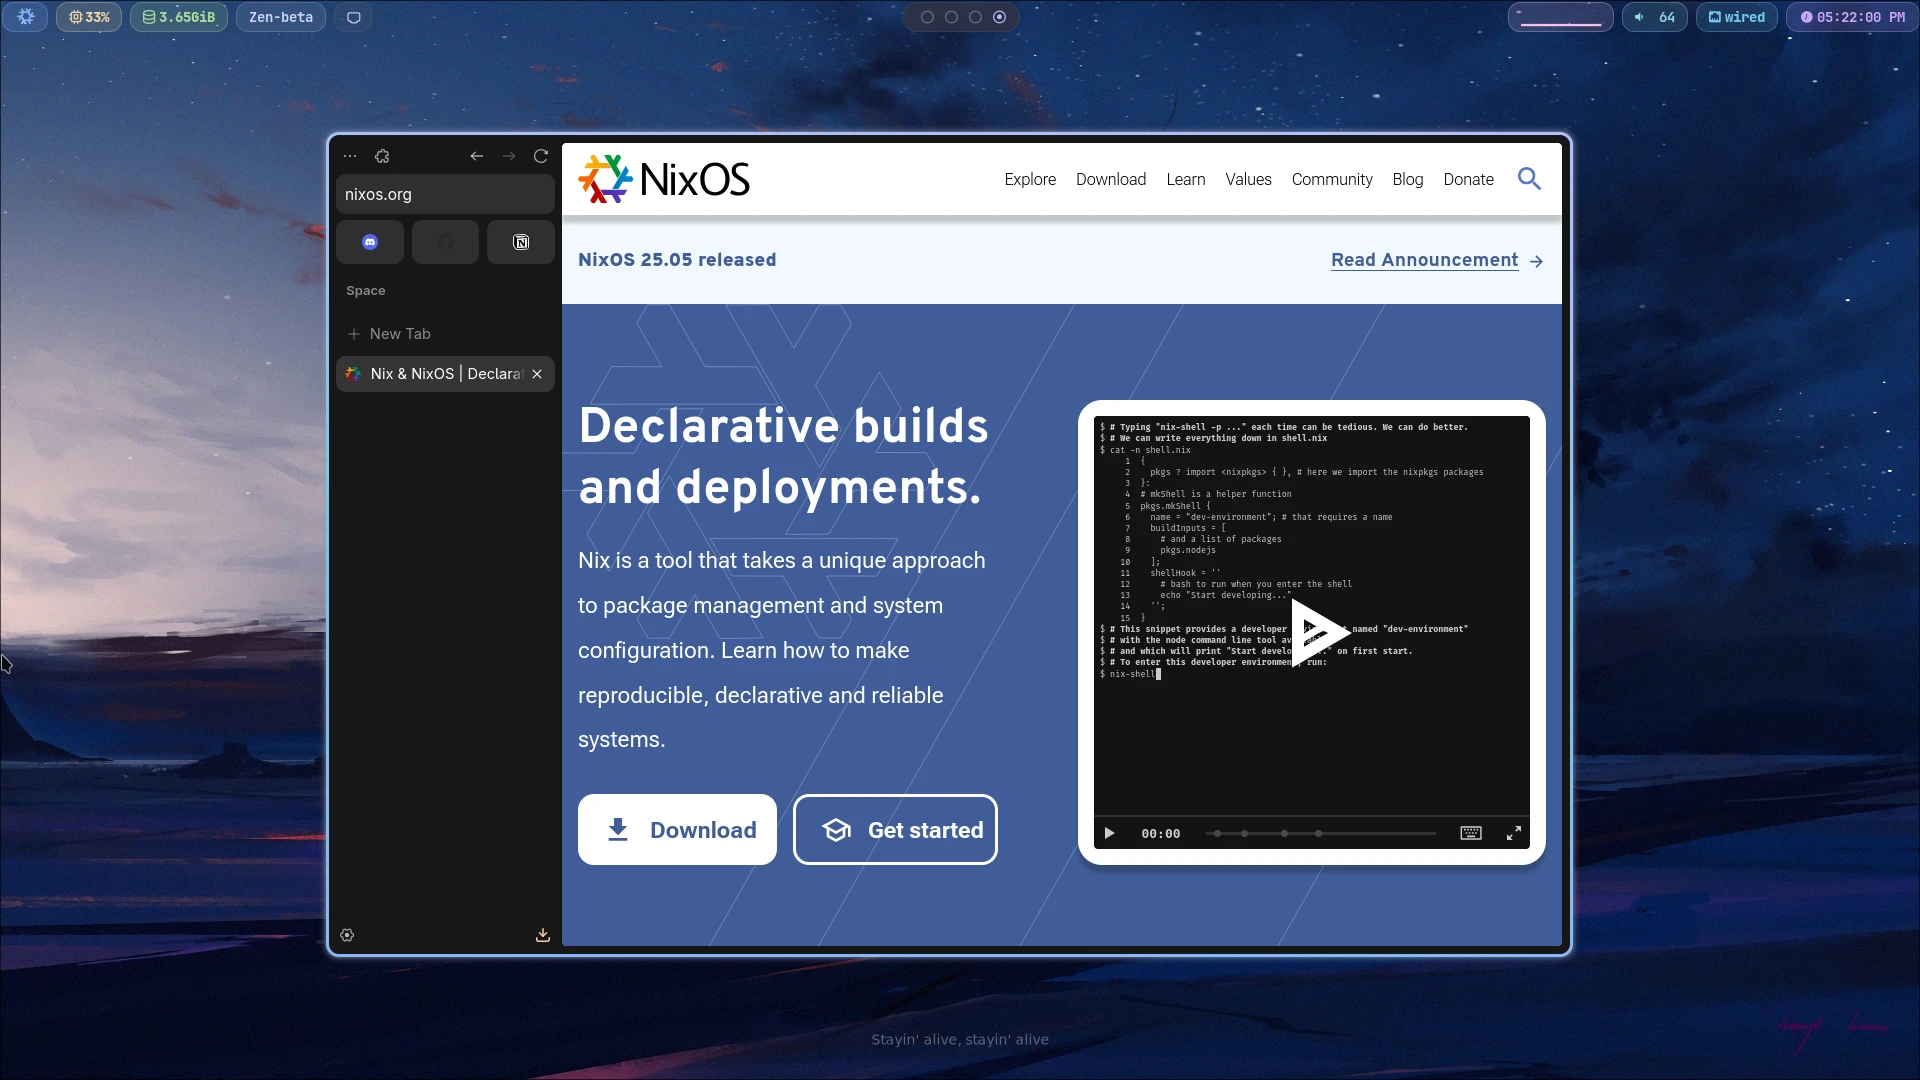 33%
3.65GiB
Zen-beta
64
wired
05:22:00 PM
nixos.org
Space
New Tab
Nix & NixOS | Declarat
NixOS
Explore
Download
Learn
Values
Community
Blog
Donate
NixOS 25.05 released
Read Announcement
Declarative builds
and deployments.
Nix is a tool that takes a unique approach
to package management and system
configuration. Learn how to make
reproducible, declarative and reliable
systems.
Download
Get started
$ # Typing "nix-shell -p ..." each time can be tedious. We can do better.
$ # We can write everything down in shell.nix
$ cat -n shell.nix
1 {
2 pkgs ? import <nixpkgs> { }, # here we import the nixpkgs packages
3 }:
4 # mkShell is a helper function
5 pkgs.mkShell {
6 name = "dev-environment"; # that requires a name
7 buildInputs = [
8 # and a list of packages
9 pkgs.nodejs
10 ];
11 shellHook = ''
12 # bash to run when you enter the shell
13 echo "Start developing..."
14 '';
15 }
$ # This snippet provides a developer named "dev-environment"
$ # with the node command line tool
$ # and which will print "Start develo " on first start.
$ # To enter this developer environment, run:
$ nix-shell
00:00
Stayin' alive, stayin' alive